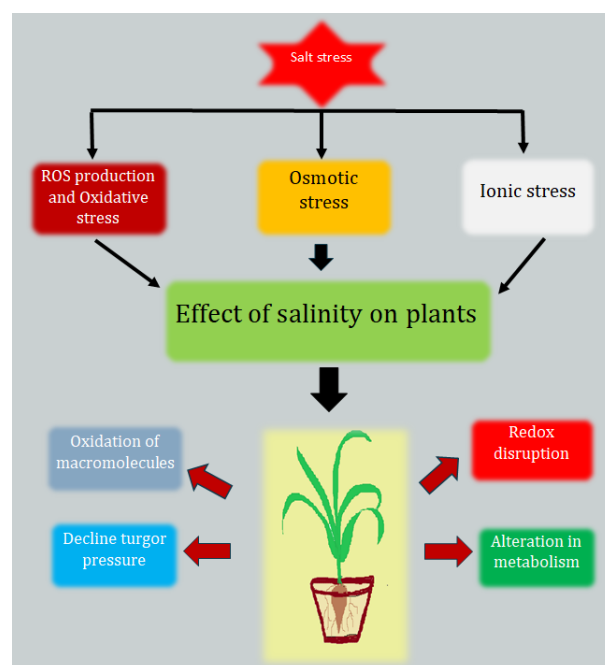 Salt stress
ROS production
and Oxidative
stress
Osmotic
stress
Ionic stress
Effect of salinity on plants
Oxidation of
macromolecules
Redox
disruption
Decline turgor
pressure
Alteration in
metabolism